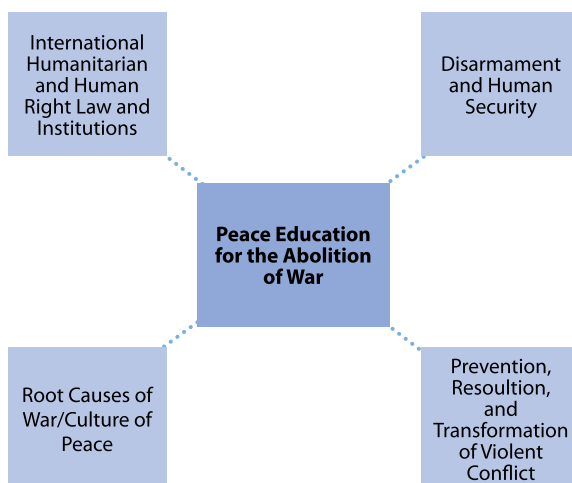 International
Humanitarian
and Human
Right Law and
Institutions
Disarmament
and Human
Security
Peace Education
for the Abolition
of War
Root Causes of
War/Culture of
Peace
Prevention,
Resoultion,
and
Transformation
of Violent
Conflict